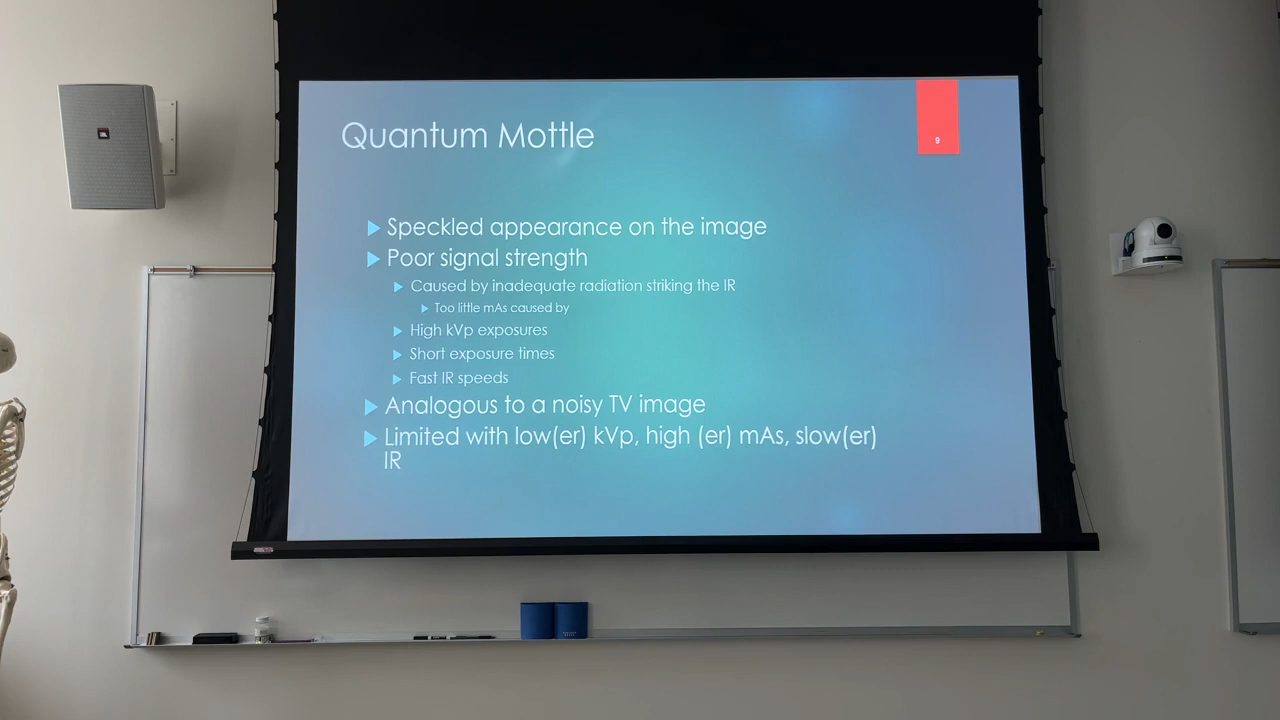 Quantum Mottle
9
Speckled appearance on the image
Poor signal strength
Caused by inadequate radiation striking the IR
Too little mAs caused by
High kVp exposures
Short exposure times
Fast IR speeds
Analogous to a noisy TV image
Limited with low(er) kVp, high (er) mAs, slow(er)
IR